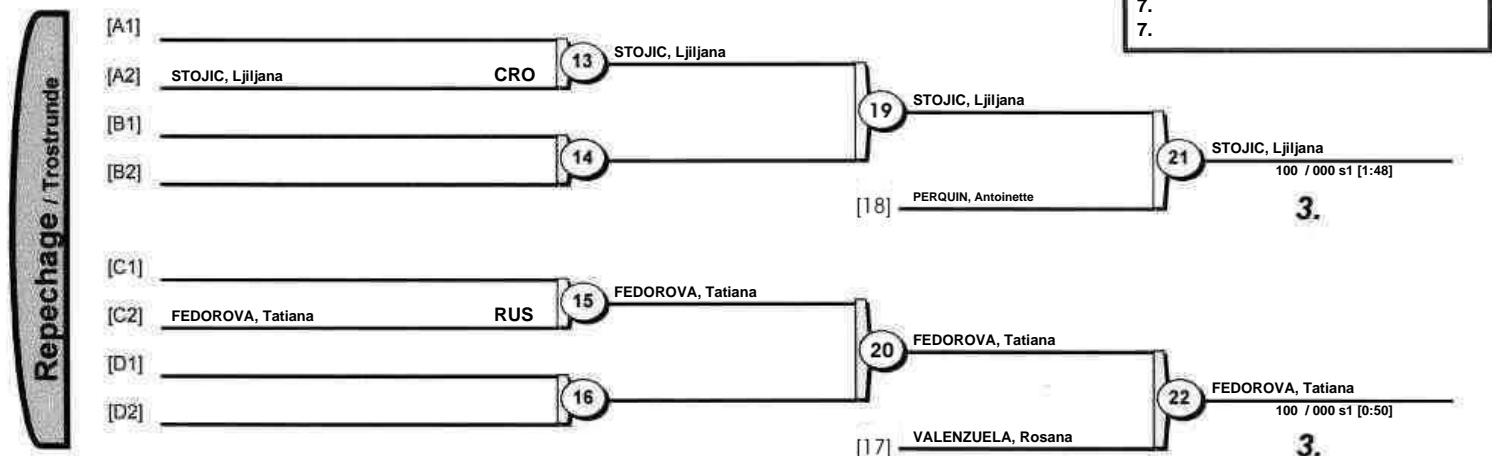 7.
7.
Repechage / Trostrunde
[A1]
[A2] STOJIC, Ljiljana CRO
13
STOJIC, Ljiljana
[B1]
[B2]
14
19
STOJIC, Ljiljana
[18] PERQUIN, Antoinette
21
STOJIC, Ljiljana
100 / 000 s1 [1:48]
3.
[C1]
[C2] FEDOROVA, Tatiana RUS
15
FEDOROVA, Tatiana
[D1]
[D2]
16
20
FEDOROVA, Tatiana
[17] VALENZUELA, Rosana
22
FEDOROVA, Tatiana
100 / 000 s1 [0:50]
3.